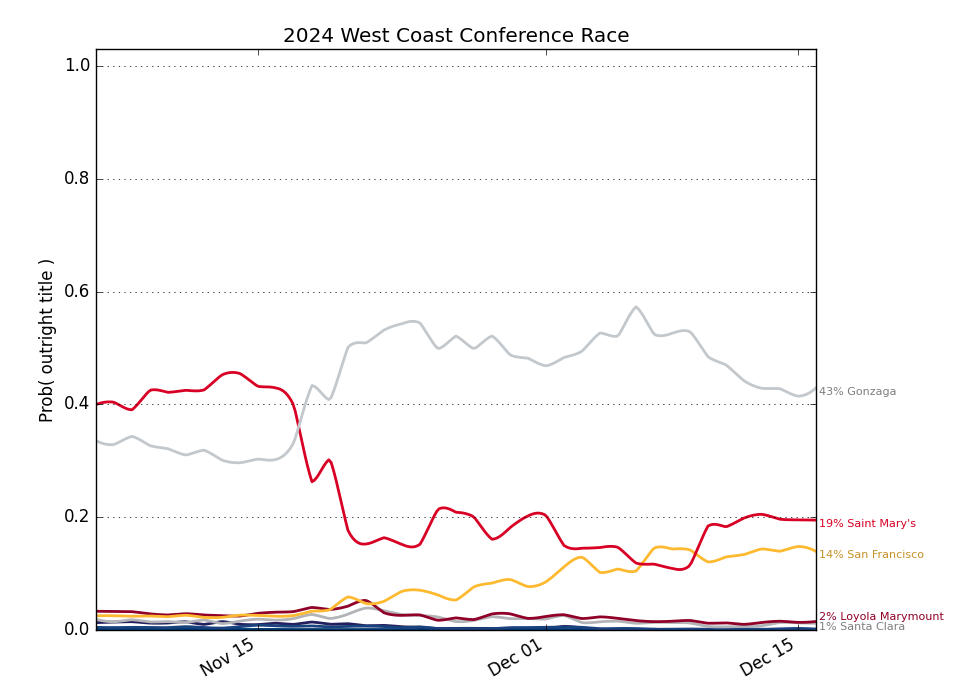 2024 West Coast Conference Race
Prob( outright title )
1.0
0.8
0.6
0.4
0.2
0.0
43% Gonzaga
19% Saint Mary's
14% San Francisco
2% Loyola Marymount
1% Santa Clara
Nov 15
Dec 01
Dec 15